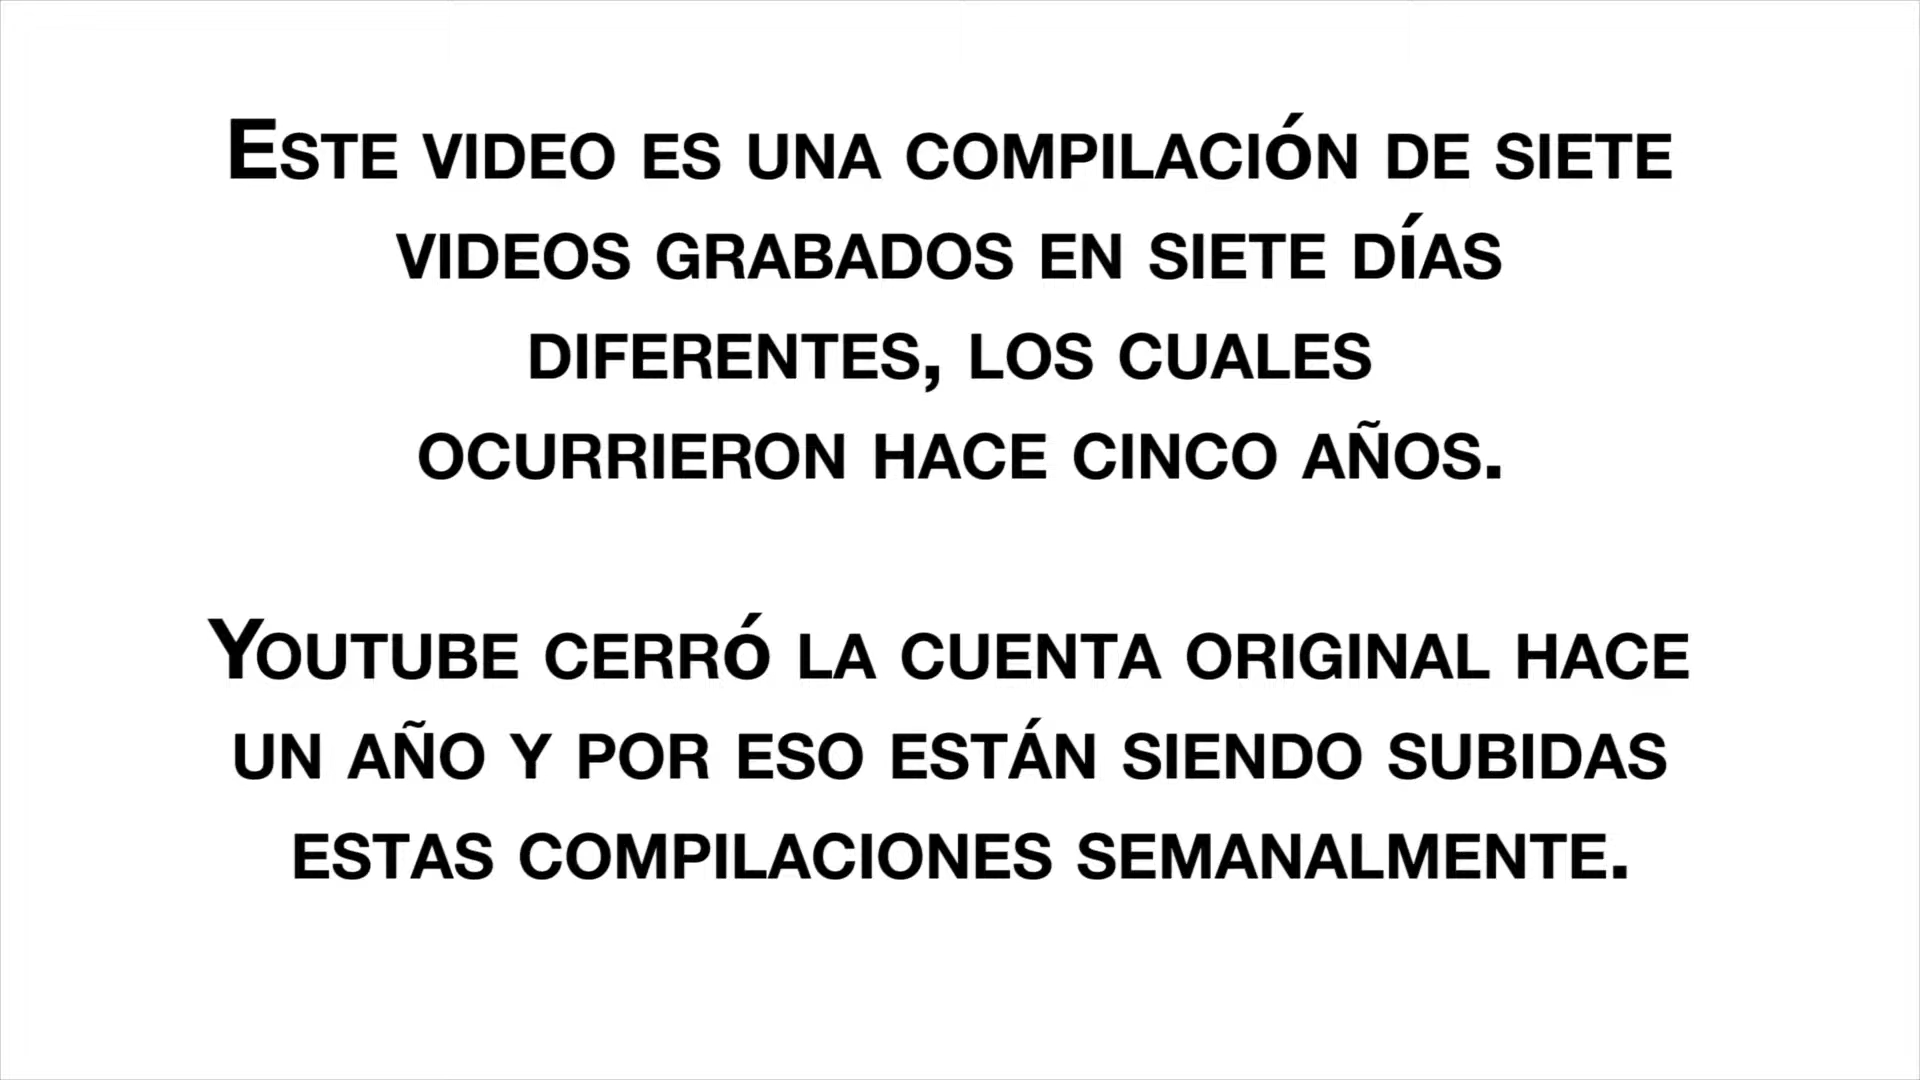 Este video es una compilación de siete
videos grabados en siete días
diferentes, los cuales
ocurrieron hace cinco años.
Youtube cerró la cuenta original hace
un año y por eso están siendo subidas
estas compilaciones semanalmente.